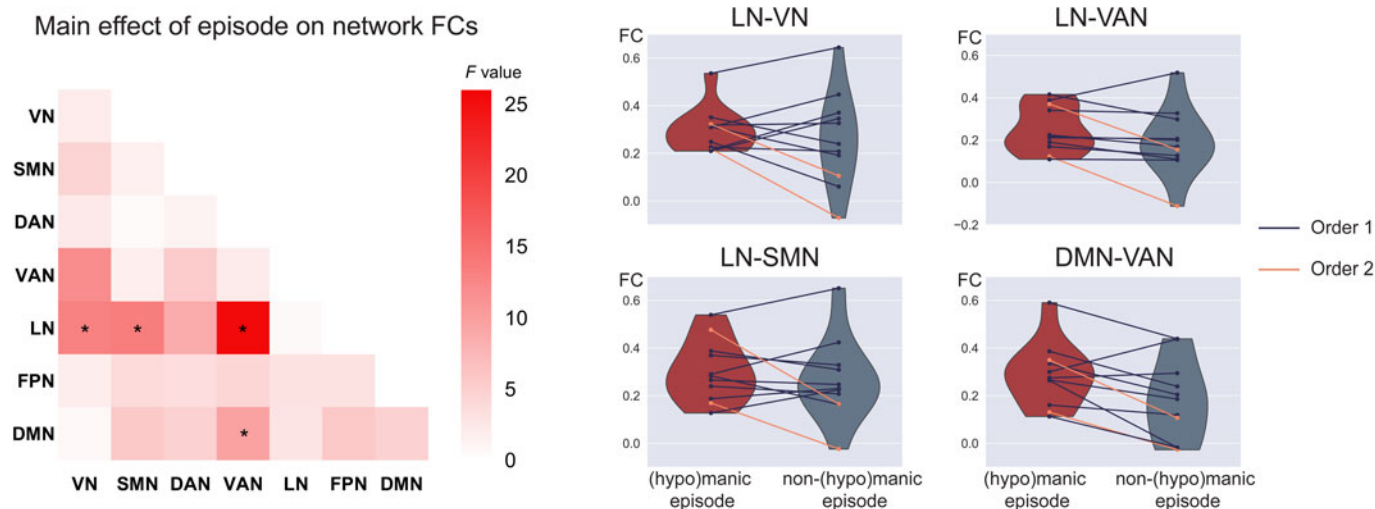 Main effect of episode on network FCs
F value
25
20
15
10
5
0
VN
SMN
DAN
VAN
LN
* * *
FPN
DMN
*
VN SMN DAN VAN LN FPN DMN
LN-VN
FC
0.6
0.4
0.2
0.0
LN-VAN
FC
0.6
0.4
0.2
0.0
−0.2
Order 1
Order 2
LN-SMN
FC
0.6
0.4
0.2
0.0
(hypo)manic
episode
non-(hypo)manic
episode
DMN-VAN
FC
0.6
0.4
0.2
0.0
(hypo)manic
episode
non-(hypo)manic
episode